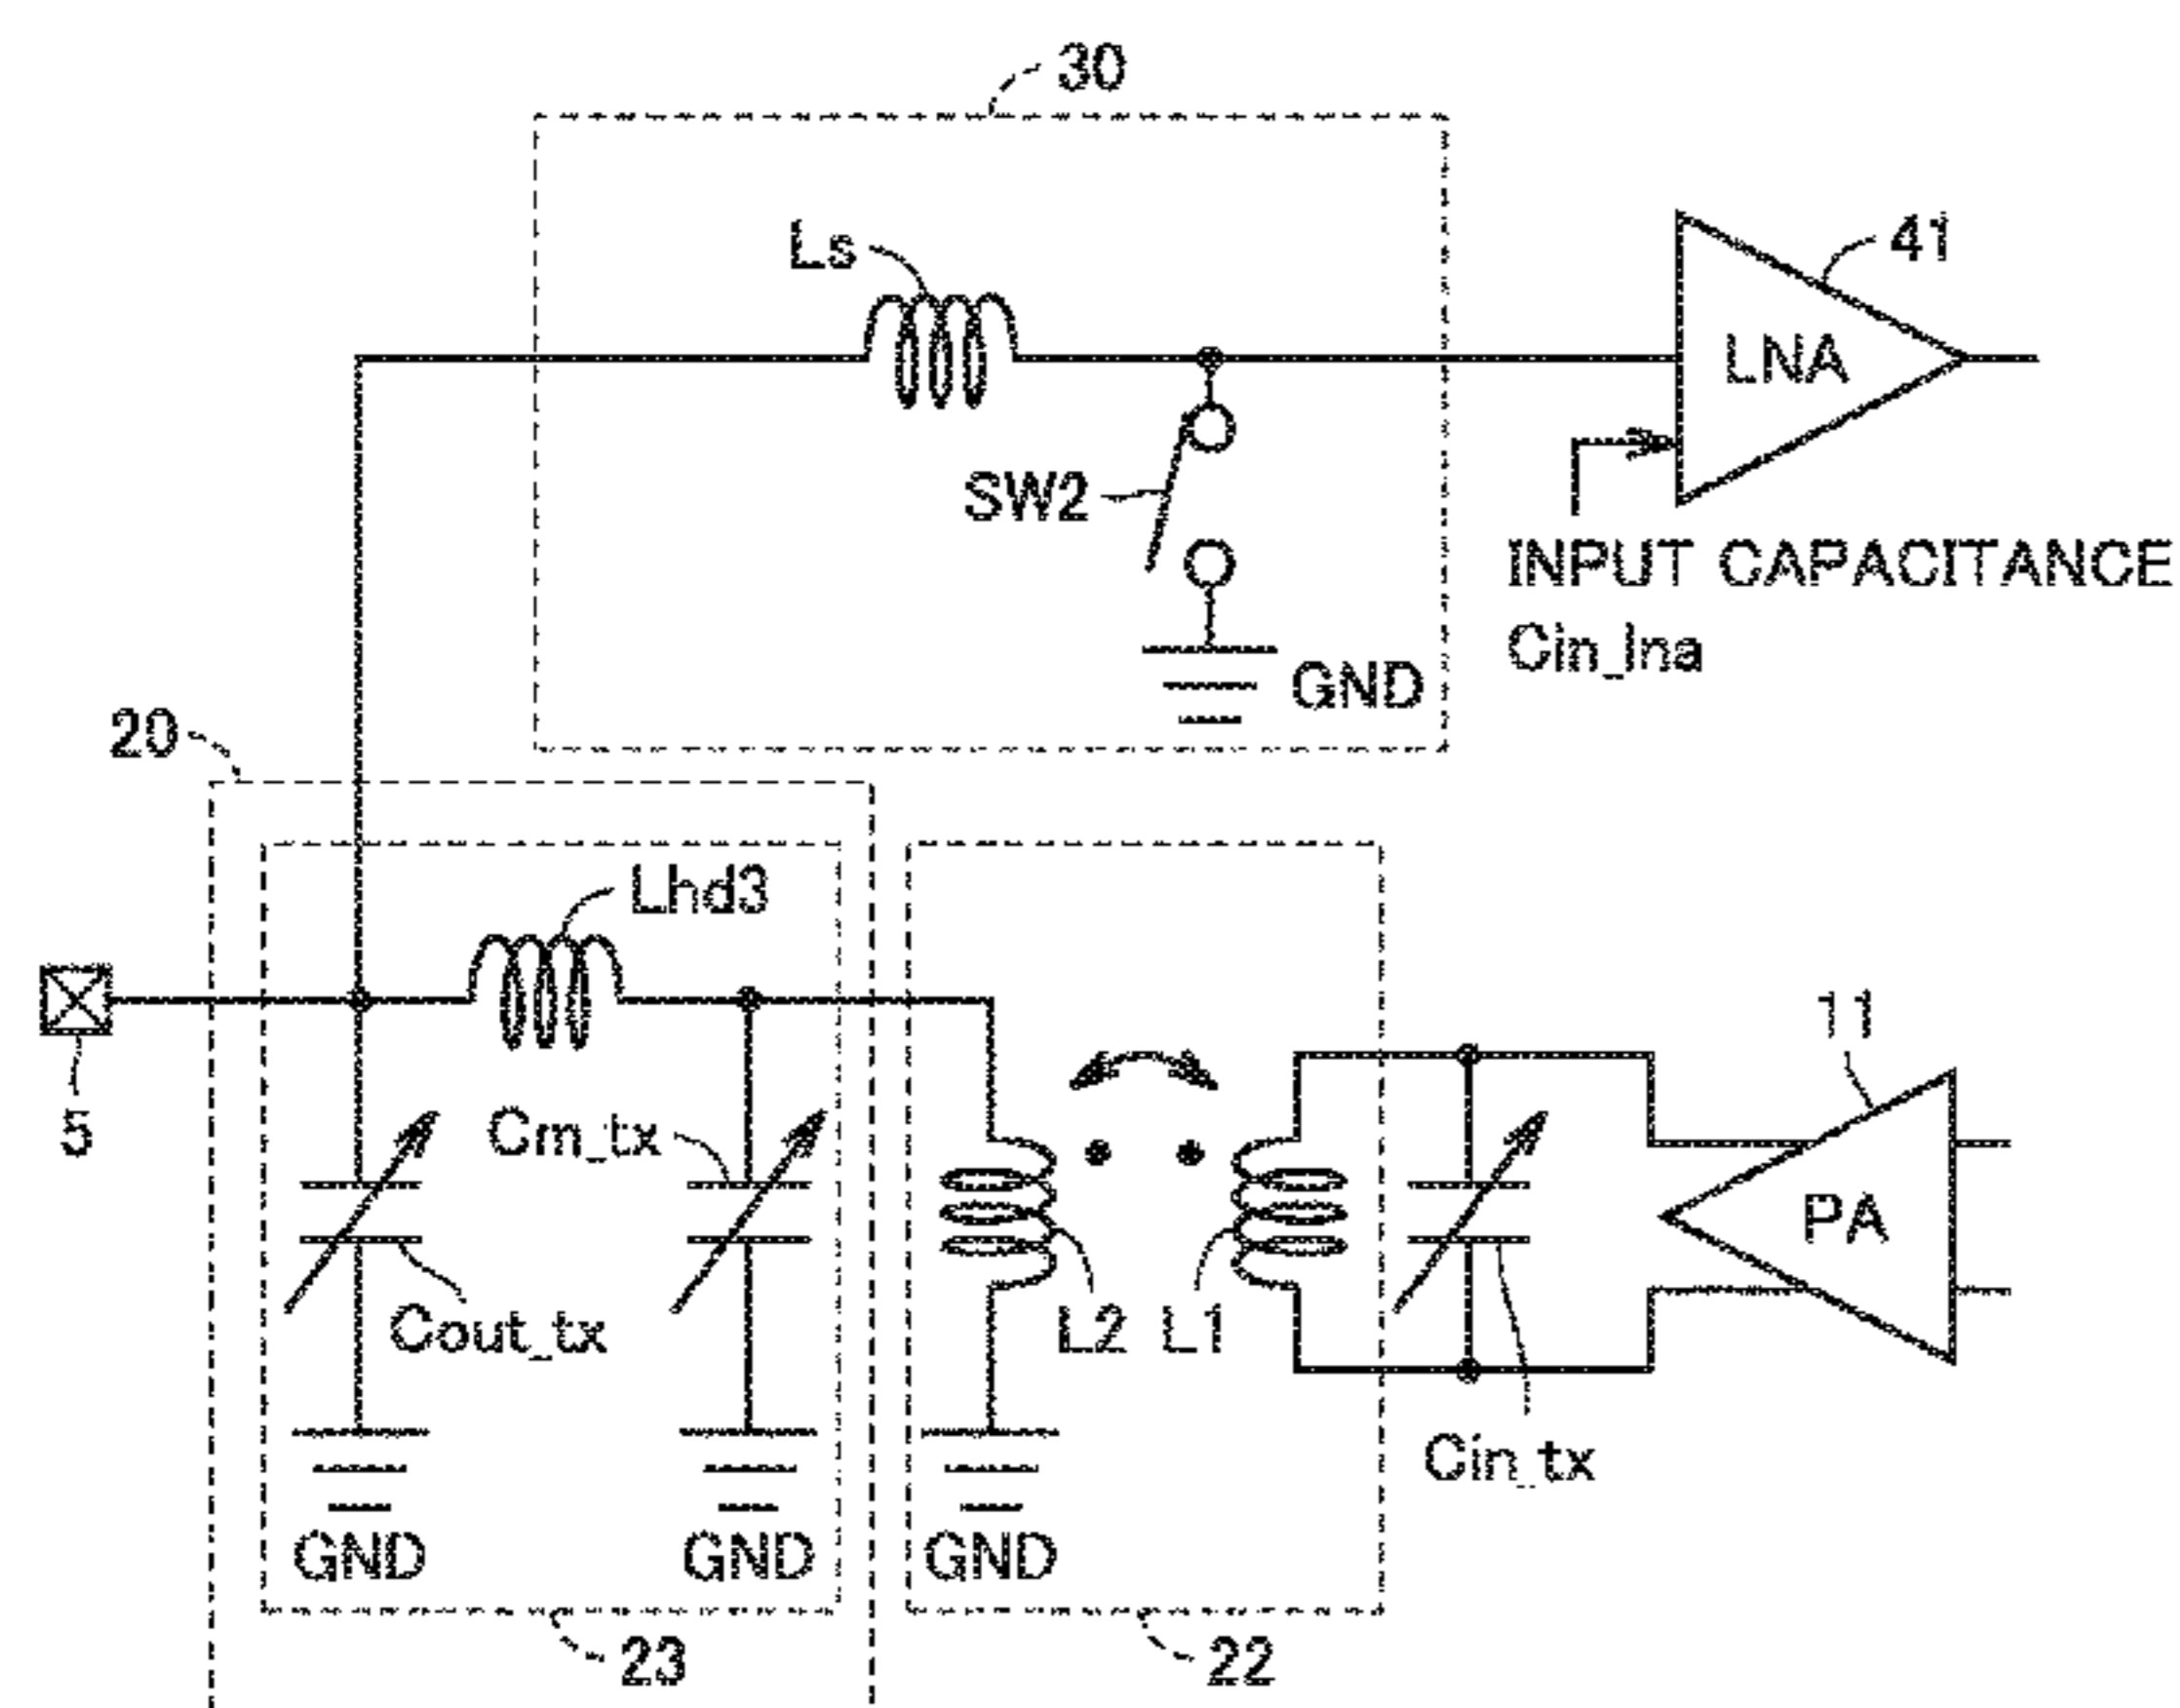 30
Ls
41
LNA
SW2
INPUT CAPACITANCE
Cin_lna
GND
20
Lhd3
5
Cm_tx
11
PA
Cout_tx
L2
L1
Cin_tx
GND
GND
GND
23
22